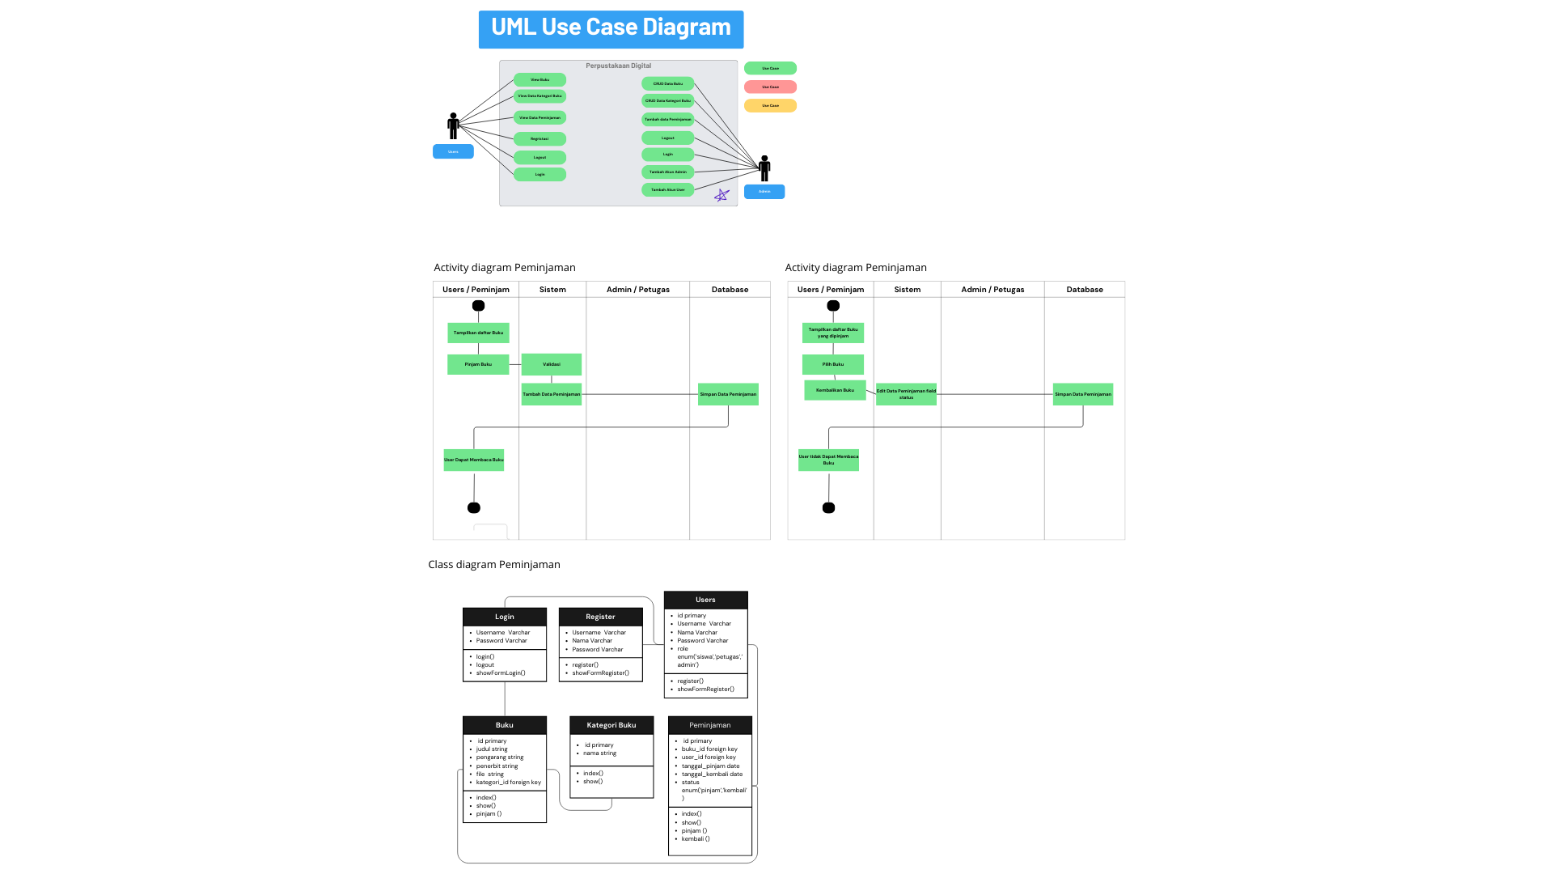 UML Use Case Diagram
Perpustakaan Digital
View Buku
View Data Kategori Buku
View Data Peminjaman
Registasi
Logout
Login
Users
CRUD Data Buku
CRUD Data Kategori Buku
Tambah data Peminjaman
Logout
Login
Tambah Akun Admin
Tambah Akun User
Admin
Use Case
Use Case
Use Case
Activity diagram Peminjaman
Users / Peminjam
Sistem
Admin / Petugas
Database
Tampilkan daftar Buku
Pinjam Buku
Validasi
Tambah Data Peminjaman
Simpan Data Peminjaman
User Dapat Membaca Buku
Activity diagram Peminjaman
Users / Peminjam
Sistem
Admin / Petugas
Database
Tampilkan daftar Buku
yang dipinjam
Pilih Buku
Kembalikan Buku
Edit Data Peminjaman field
status
Simpan Data Peminjaman
User tidak Dapat Membaca
Buku
Class diagram Peminjaman
Login
Username Varchar
Password Varchar
login()
logout
showFormLogin()
Register
Username Varchar
Nama Varchar
Password Varchar
register()
showFormRegister()
Users
id primary
Username Varchar
Nama Varchar
Password Varchar
role
enum('siswa','petugas','
admin')
register()
showFormRegister()
Buku
id primary
judul string
pengarang string
penerbit string
file string
kategori_id foreign key
index()
show()
pinjam ()
Kategori Buku
id primary
nama string
index()
show()
Peminjaman
id primary
buku_id foreign key
user_id foreign key
tanggal_pinjam date
tanggal_kembali date
status
enum('pinjam','kembali'
)
index()
show()
pinjam ()
kembali ()